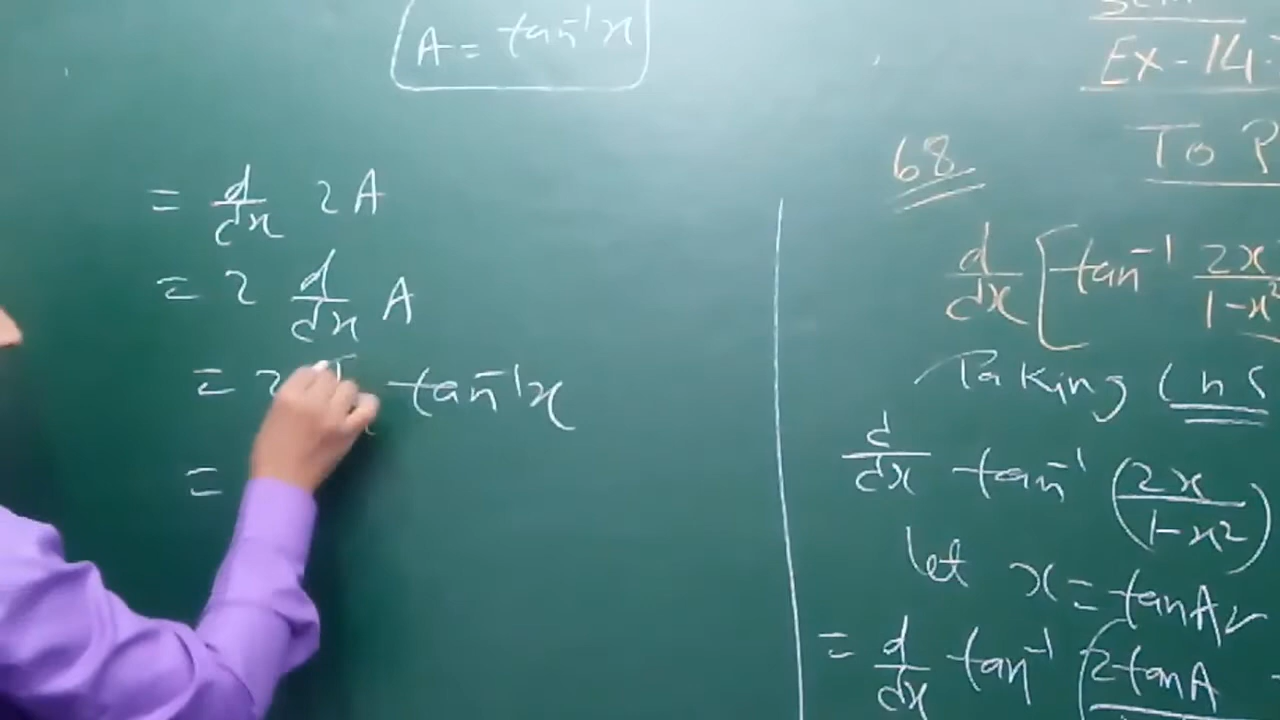 A = tan⁻¹x
= d/dx 2A
= 2 d/dx A
= 2 tan⁻¹x
=
Ex - 14.
68
To P
d/dx [tan⁻¹ 2x/1-x²
Taking LHS
d/dx tan⁻¹ (2x/1-x²)
let x = tanA
= d/dx tan⁻¹ (2tanA